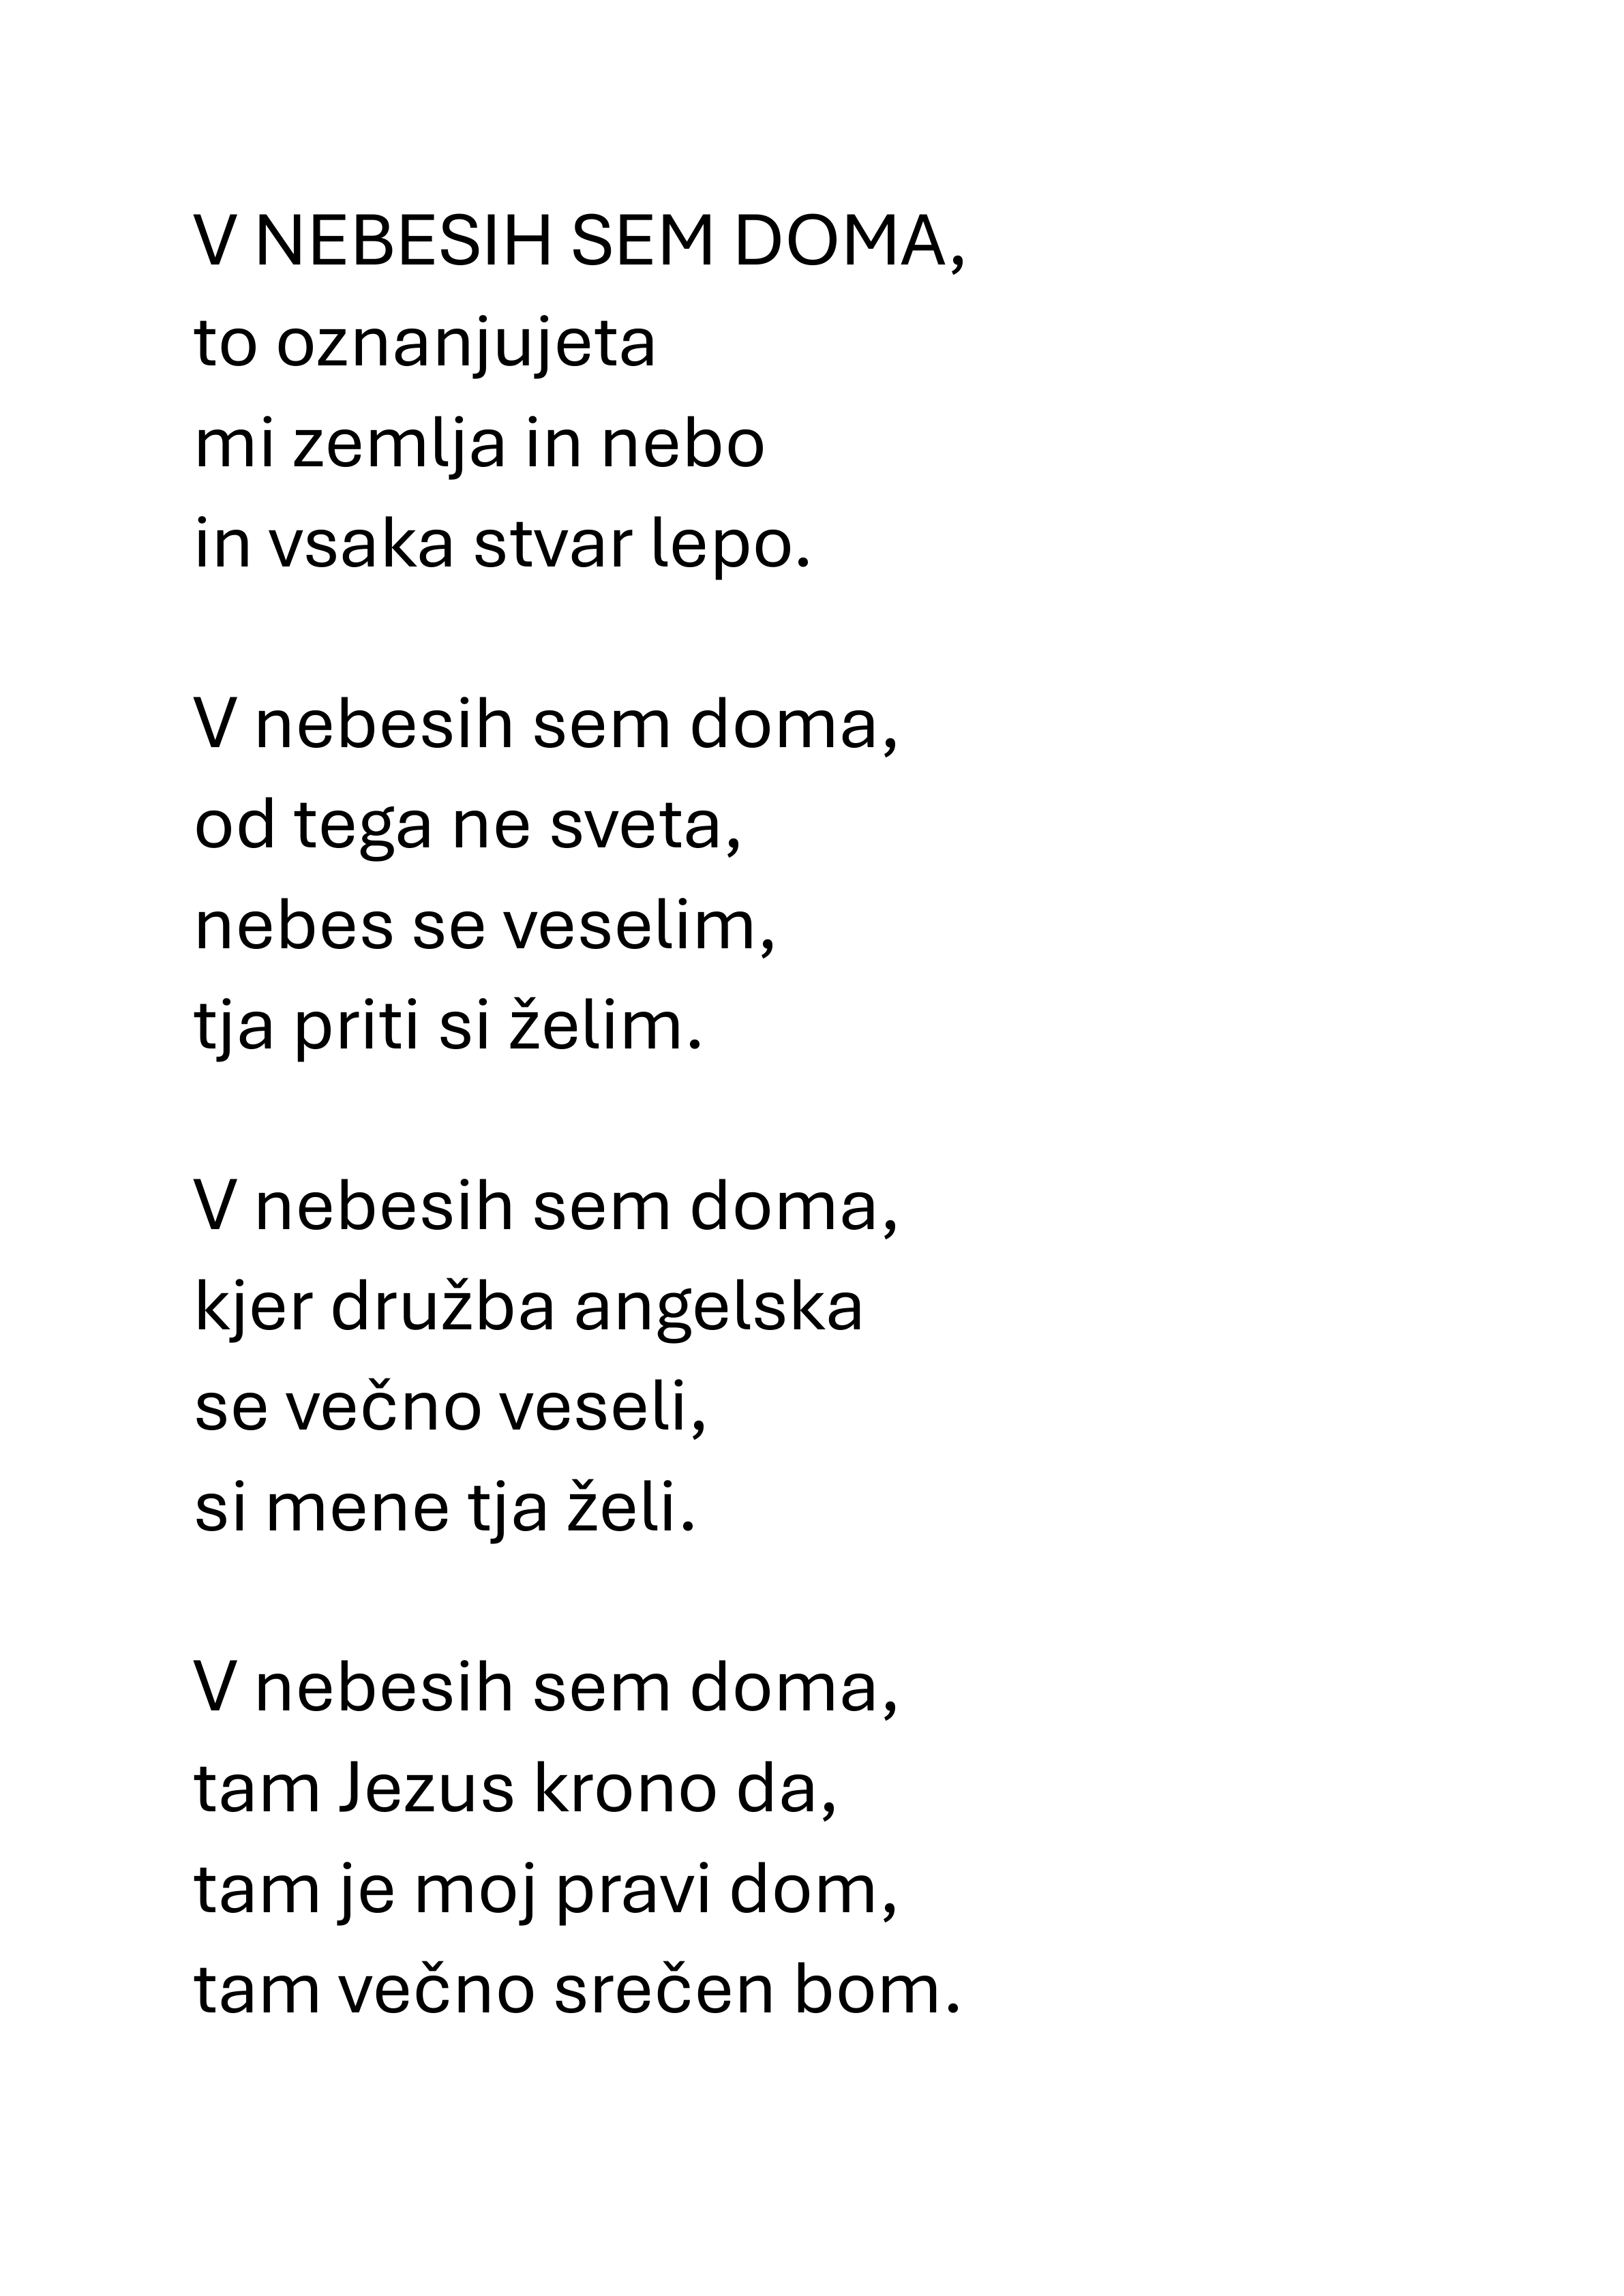 V NEBESIH SEM DOMA,
to oznanjujeta
mi zemlja in nebo
in vsaka stvar lepo.
V nebesih sem doma,
od tega ne sveta,
nebes se veselim,
tja priti si želim.
V nebesih sem doma,
kjer družba angelska
se večno veseli,
si mene tja želi.
V nebesih sem doma,
tam Jezus krono da,
tam je moj pravi dom,
tam večno srečen bom.